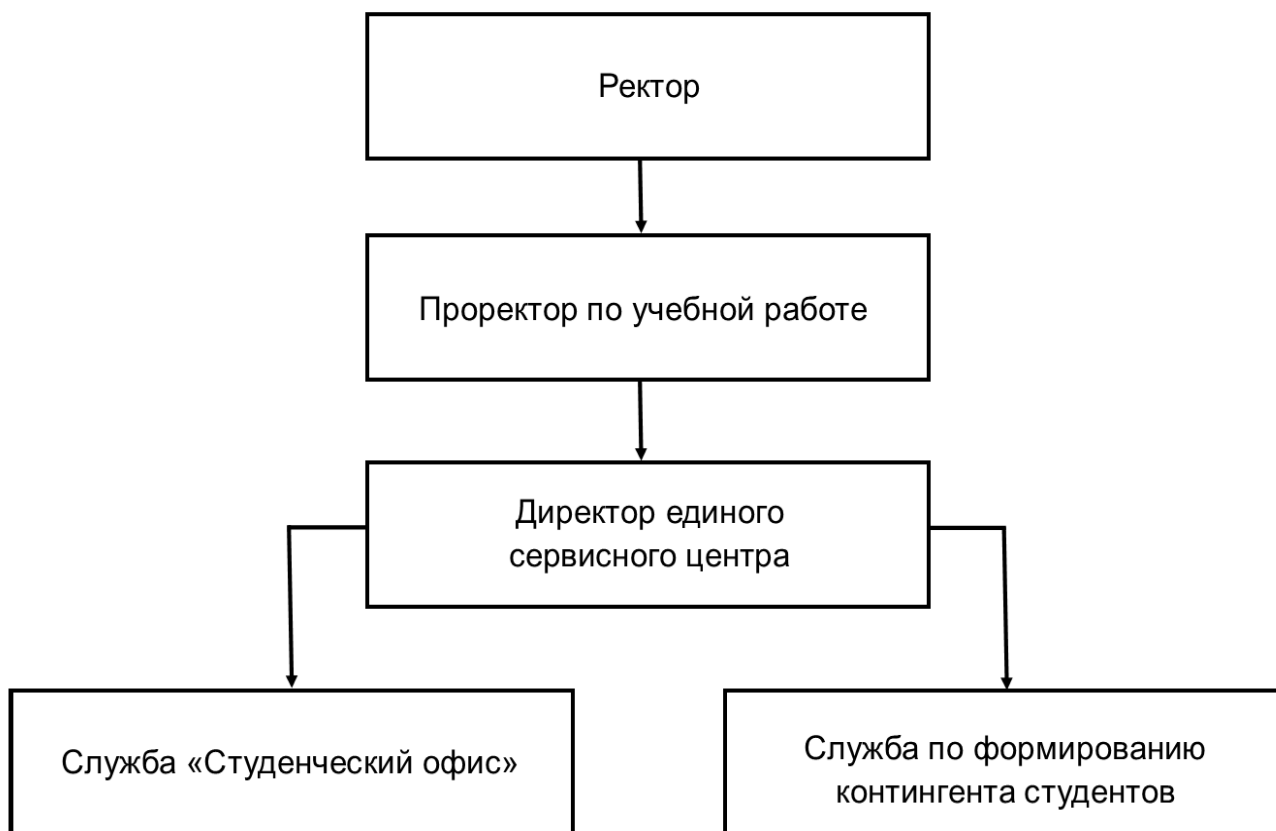 Ректор
Проректор по учебной работе
Директор единого
сервисного центра
Служба «Студенческий офис»
Служба по формированию
контингента студентов